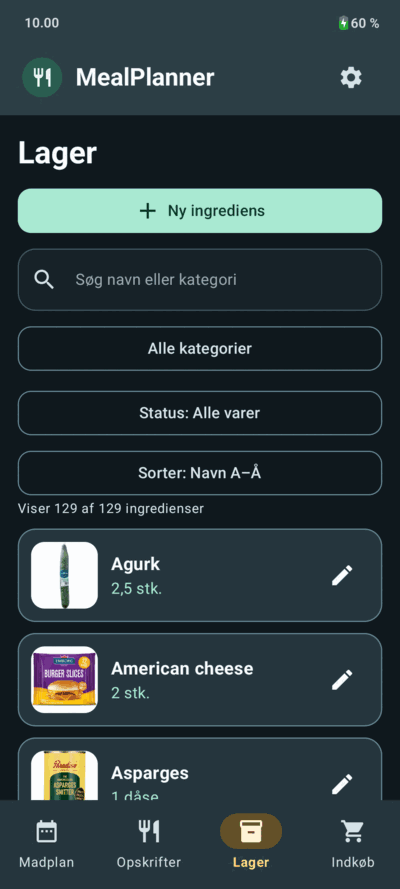 10.00
60 %
MealPlanner
Lager
Ny ingrediens
Søg navn eller kategori
Alle kategorier
Status: Alle varer
Sorter: Navn A–Å
Viser 129 af 129 ingredienser
Agurk
2,5 stk.
BURGER SLICES
American cheese
2 stk.
ASPARGES
SNITTER
Asparges
1 dåse
Madplan
Opskrifter
Lager
Indkøb